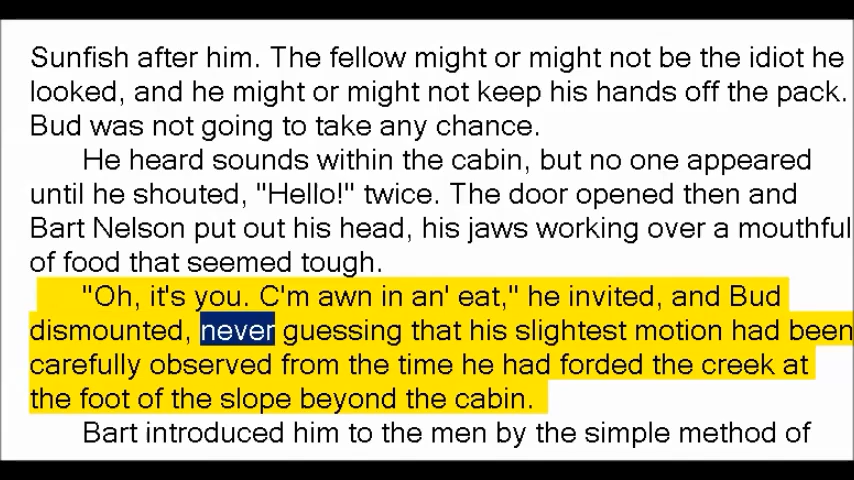 Sunfish after him. The fellow might or might not be the idiot he
looked, and he might or might not keep his hands off the pack.
Bud was not going to take any chance.
He heard sounds within the cabin, but no one appeared
until he shouted, "Hello!" twice. The door opened then and
Bart Nelson put out his head, his jaws working over a mouthful
of food that seemed tough.
"Oh, it's you. C'm awn in an' eat," he invited, and Bud
dismounted, never guessing that his slightest motion had been
carefully observed from the time he had forded the creek at
the foot of the slope beyond the cabin.
Bart introduced him to the men by the simple method of